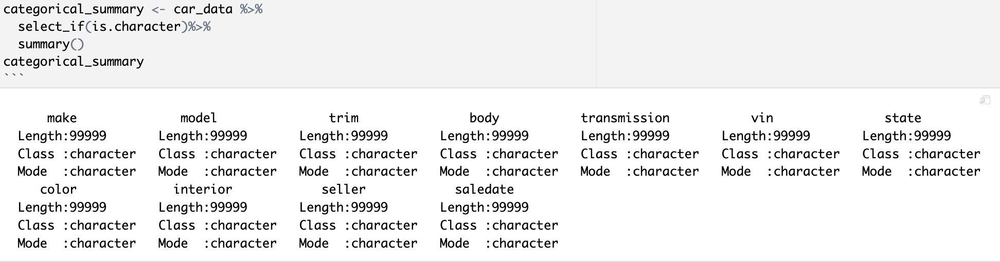 categorical_summary <- car_data %>%
  select_if(is.character)%>%
  summary()
categorical_summary
```
     make               model               trim               body           transmission           vin               state
 Length:99999       Length:99999       Length:99999       Length:99999       Length:99999       Length:99999       Length:99999
 Class :character   Class :character   Class :character   Class :character   Class :character   Class :character   Class :character
 Mode  :character   Mode  :character   Mode  :character   Mode  :character   Mode  :character   Mode  :character   Mode  :character
    color             interior            seller            saledate
 Length:99999       Length:99999       Length:99999       Length:99999
 Class :character   Class :character   Class :character   Class :character
 Mode  :character   Mode  :character   Mode  :character   Mode  :character